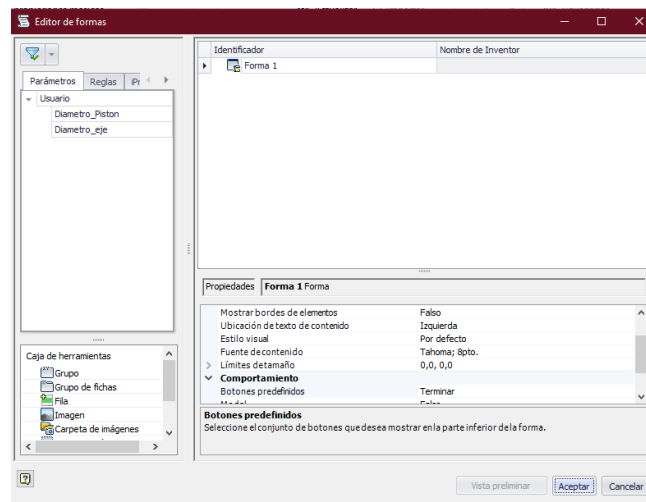 Editor de formas
Parámetros Reglas iPr
Usuario
Diametro_Piston
Diametro_eje
Caja de herramientas
Grupo
Grupo de fichas
Fila
Imagen
Carpeta de imágenes
Identificador Nombre de Inventor
Forma 1
Propiedades Forma 1 Forma
Mostrar bordes de elementos Falso
Ubicación de texto de contenido Izquierda
Estilo visual Por defecto
Fuente de contenido Tahoma; 8pto.
Límites de tamaño 0,0, 0,0
Comportamiento
Botones predefinidos Terminar
Botones predefinidos
Seleccione el conjunto de botones que desea mostrar en la parte inferior de la forma.
Vista preliminar Aceptar Cancelar